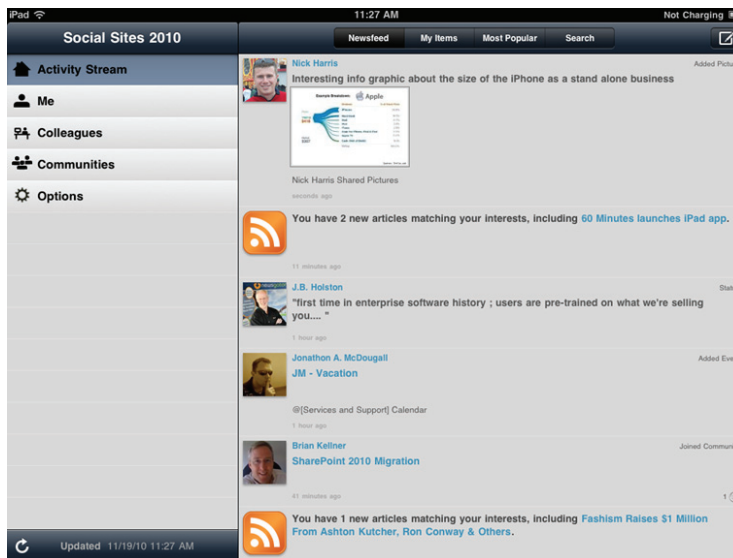 iPad
11:27 AM
Not Charging
Social Sites 2010
Newsfeed
My Items
Most Popular
Search
Activity Stream
Me
Colleagues
Communities
Options
Nick Harris
Added Pictu
Interesting info graphic about the size of the iPhone as a stand alone business
Apple
Nick Harris Shared Pictures
seconds ago
You have 2 new articles matching your interests, including 60 Minutes launches iPad app.
11 minutes ago
J.B. Holston
Stat
"first time in enterprise software history ; users are pre-trained on what we're selling
you.... "
1 hour ago
Jonathon A. McDougall
Added Eve
JM - Vacation
@[Services and Support] Calendar
1 hour ago
Brian Kellner
Joined Commun
SharePoint 2010 Migration
41 minutes ago
1
You have 1 new articles matching your interests, including Fashism Raises $1 Million
From Ashton Kutcher, Ron Conway & Others.
Updated 11/19/10 11:27 AM